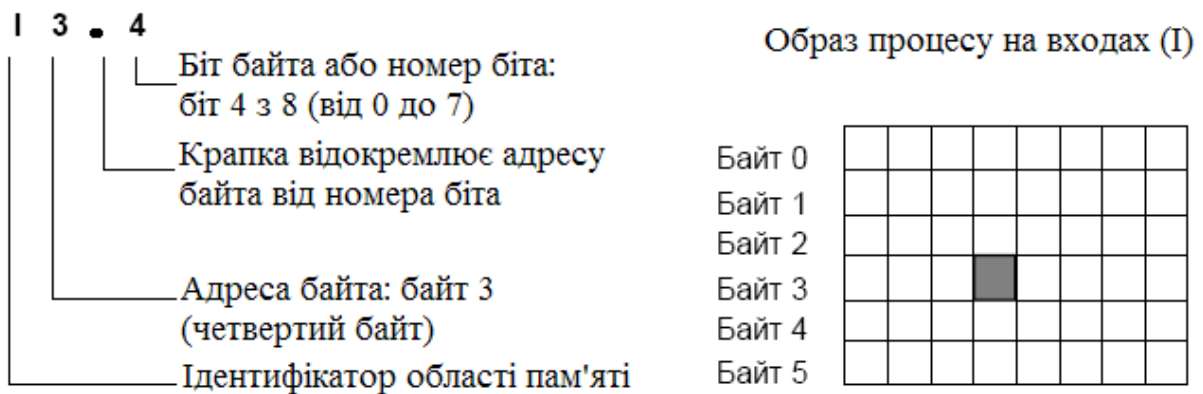 I 3 . 4
Біт байта або номер біта:
біт 4 з 8 (від 0 до 7)
Крапка відокремлює адресу
байта від номера біта
Адреса байта: байт 3
(четвертий байт)
Ідентифікатор області пам'яті
Образ процесу на входах (I)
Байт 0
Байт 1
Байт 2
Байт 3
Байт 4
Байт 5